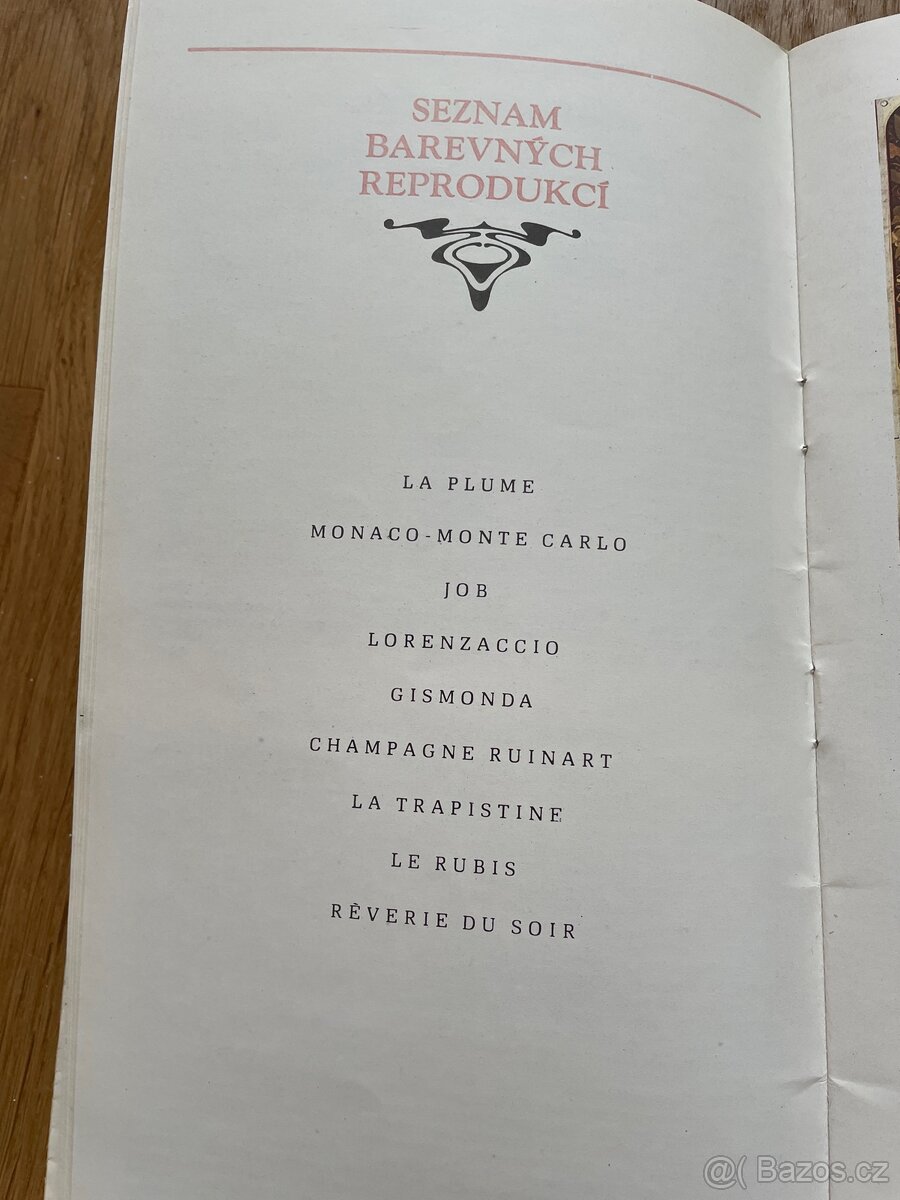 SEZNAM
BAREVNÝCH
REPRODUKCÍ
LA PLUME
MONACO-MONTE CARLO
JOB
LORENZACCIO
GISMONDA
CHAMPAGNE RUINART
LA TRAPISTINE
LE RUBIS
RÊVERIE DU SOIR
@( Bazos.cz